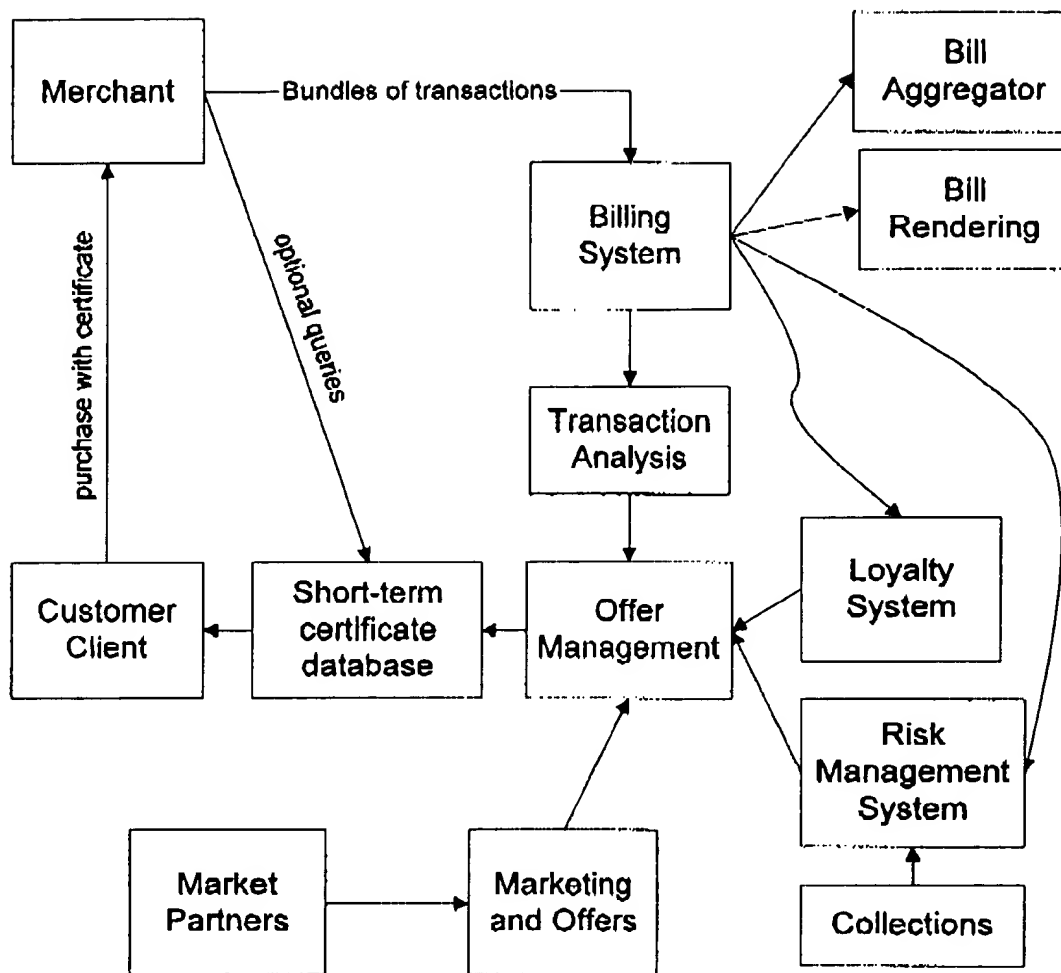 Merchant
Bundles of transactions
Bill
Aggregator
Bill
Rendering
Billing
System
purchase with certificate
optional queries
Transaction
Analysis
Customer
Client
Short-term
certificate
database
Offer
Management
Loyalty
System
Risk
Management
System
Market
Partners
Marketing
and Offers
Collections